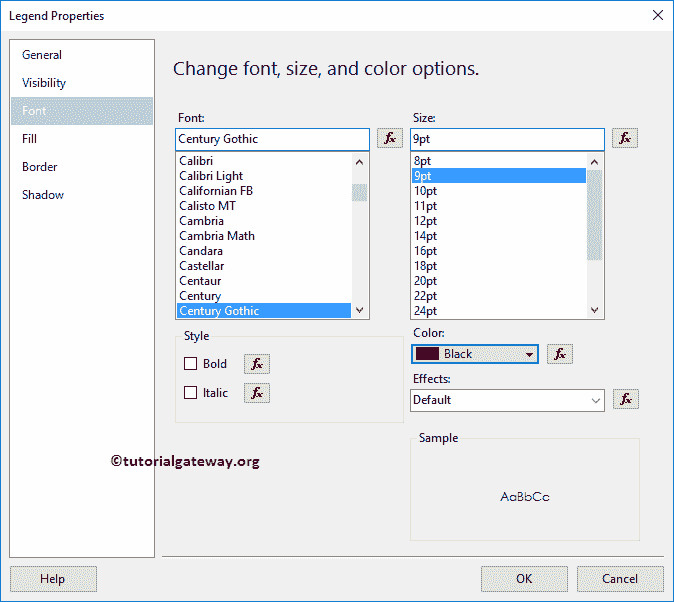 Legend Properties
General
Visibility
Font
Fill
Border
Shadow
Change font, size, and color options.
Font:
Century Gothic
fx
Calibri
Calibri Light
Californian FB
Calisto MT
Cambria
Cambria Math
Candara
Castellar
Centaur
Century
Century Gothic
Size:
9pt
fx
8pt
9pt
10pt
11pt
12pt
14pt
16pt
18pt
20pt
22pt
24pt
Style
Bold fx
Italic fx
Color:
Black fx
Effects:
Default fx
Sample
AaBbCc
©tutorialgateway.org
Help OK Cancel